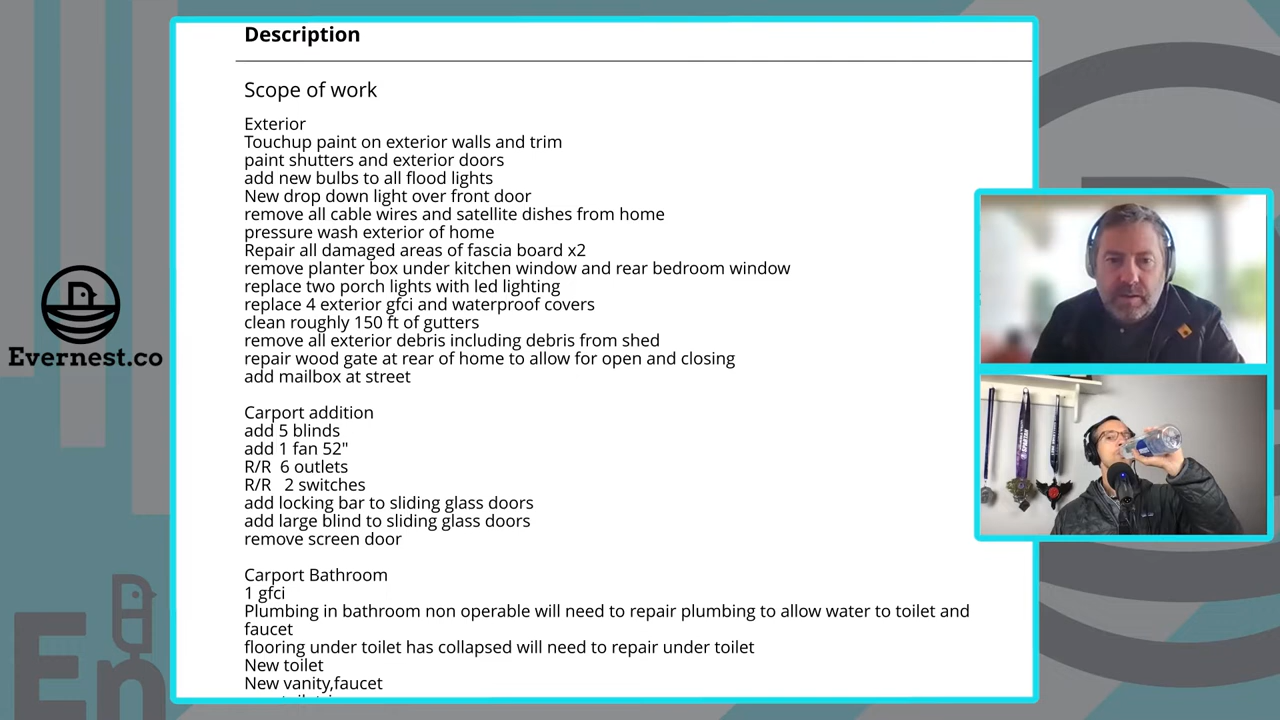 Description
Scope of work
Exterior
Touchup paint on exterior walls and trim
paint shutters and exterior doors
add new bulbs to all flood lights
New drop down light over front door
remove all cable wires and satellite dishes from home
pressure wash exterior of home
Repair all damaged areas of fascia board x2
remove planter box under kitchen window and rear bedroom window
replace two porch lights with led lighting
replace 4 exterior gfci and waterproof covers
clean roughly 150 ft of gutters
remove all exterior debris including debris from shed
repair wood gate at rear of home to allow for open and closing
add mailbox at street
Carport addition
add 5 blinds
add 1 fan 52"
R/R 6 outlets
R/R 2 switches
add locking bar to sliding glass doors
add large blind to sliding glass doors
remove screen door
Carport Bathroom
1 gfci
Plumbing in bathroom non operable will need to repair plumbing to allow water to toilet and
faucet
flooring under toilet has collapsed will need to repair under toilet
New toilet
New vanity,faucet
Evernest.co
En
SPARTAN